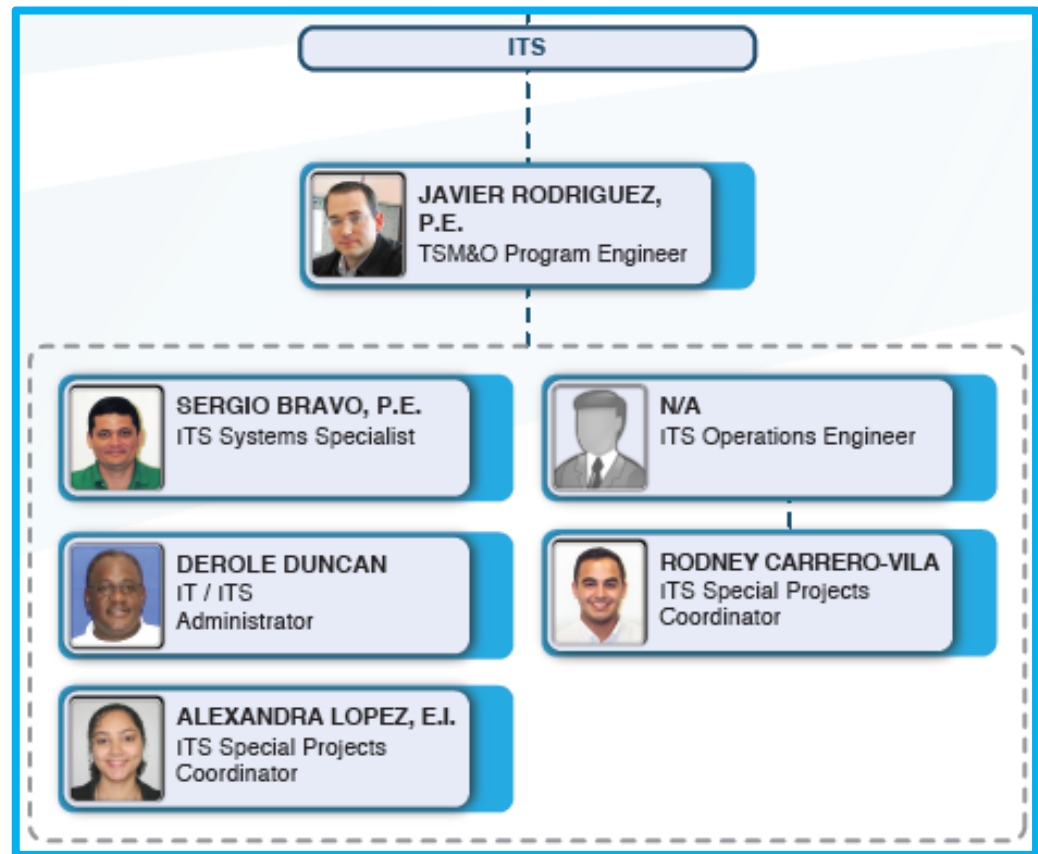 ITS
JAVIER RODRIGUEZ,
P.E.
TSM&O Program Engineer
SERGIO BRAVO, P.E.
ITS Systems Specialist
N/A
ITS Operations Engineer
DEROLE DUNCAN
IT / ITS
Administrator
RODNEY CARRERO-VILA
ITS Special Projects
Coordinator
ALEXANDRA LOPEZ, E.I.
ITS Special Projects
Coordinator